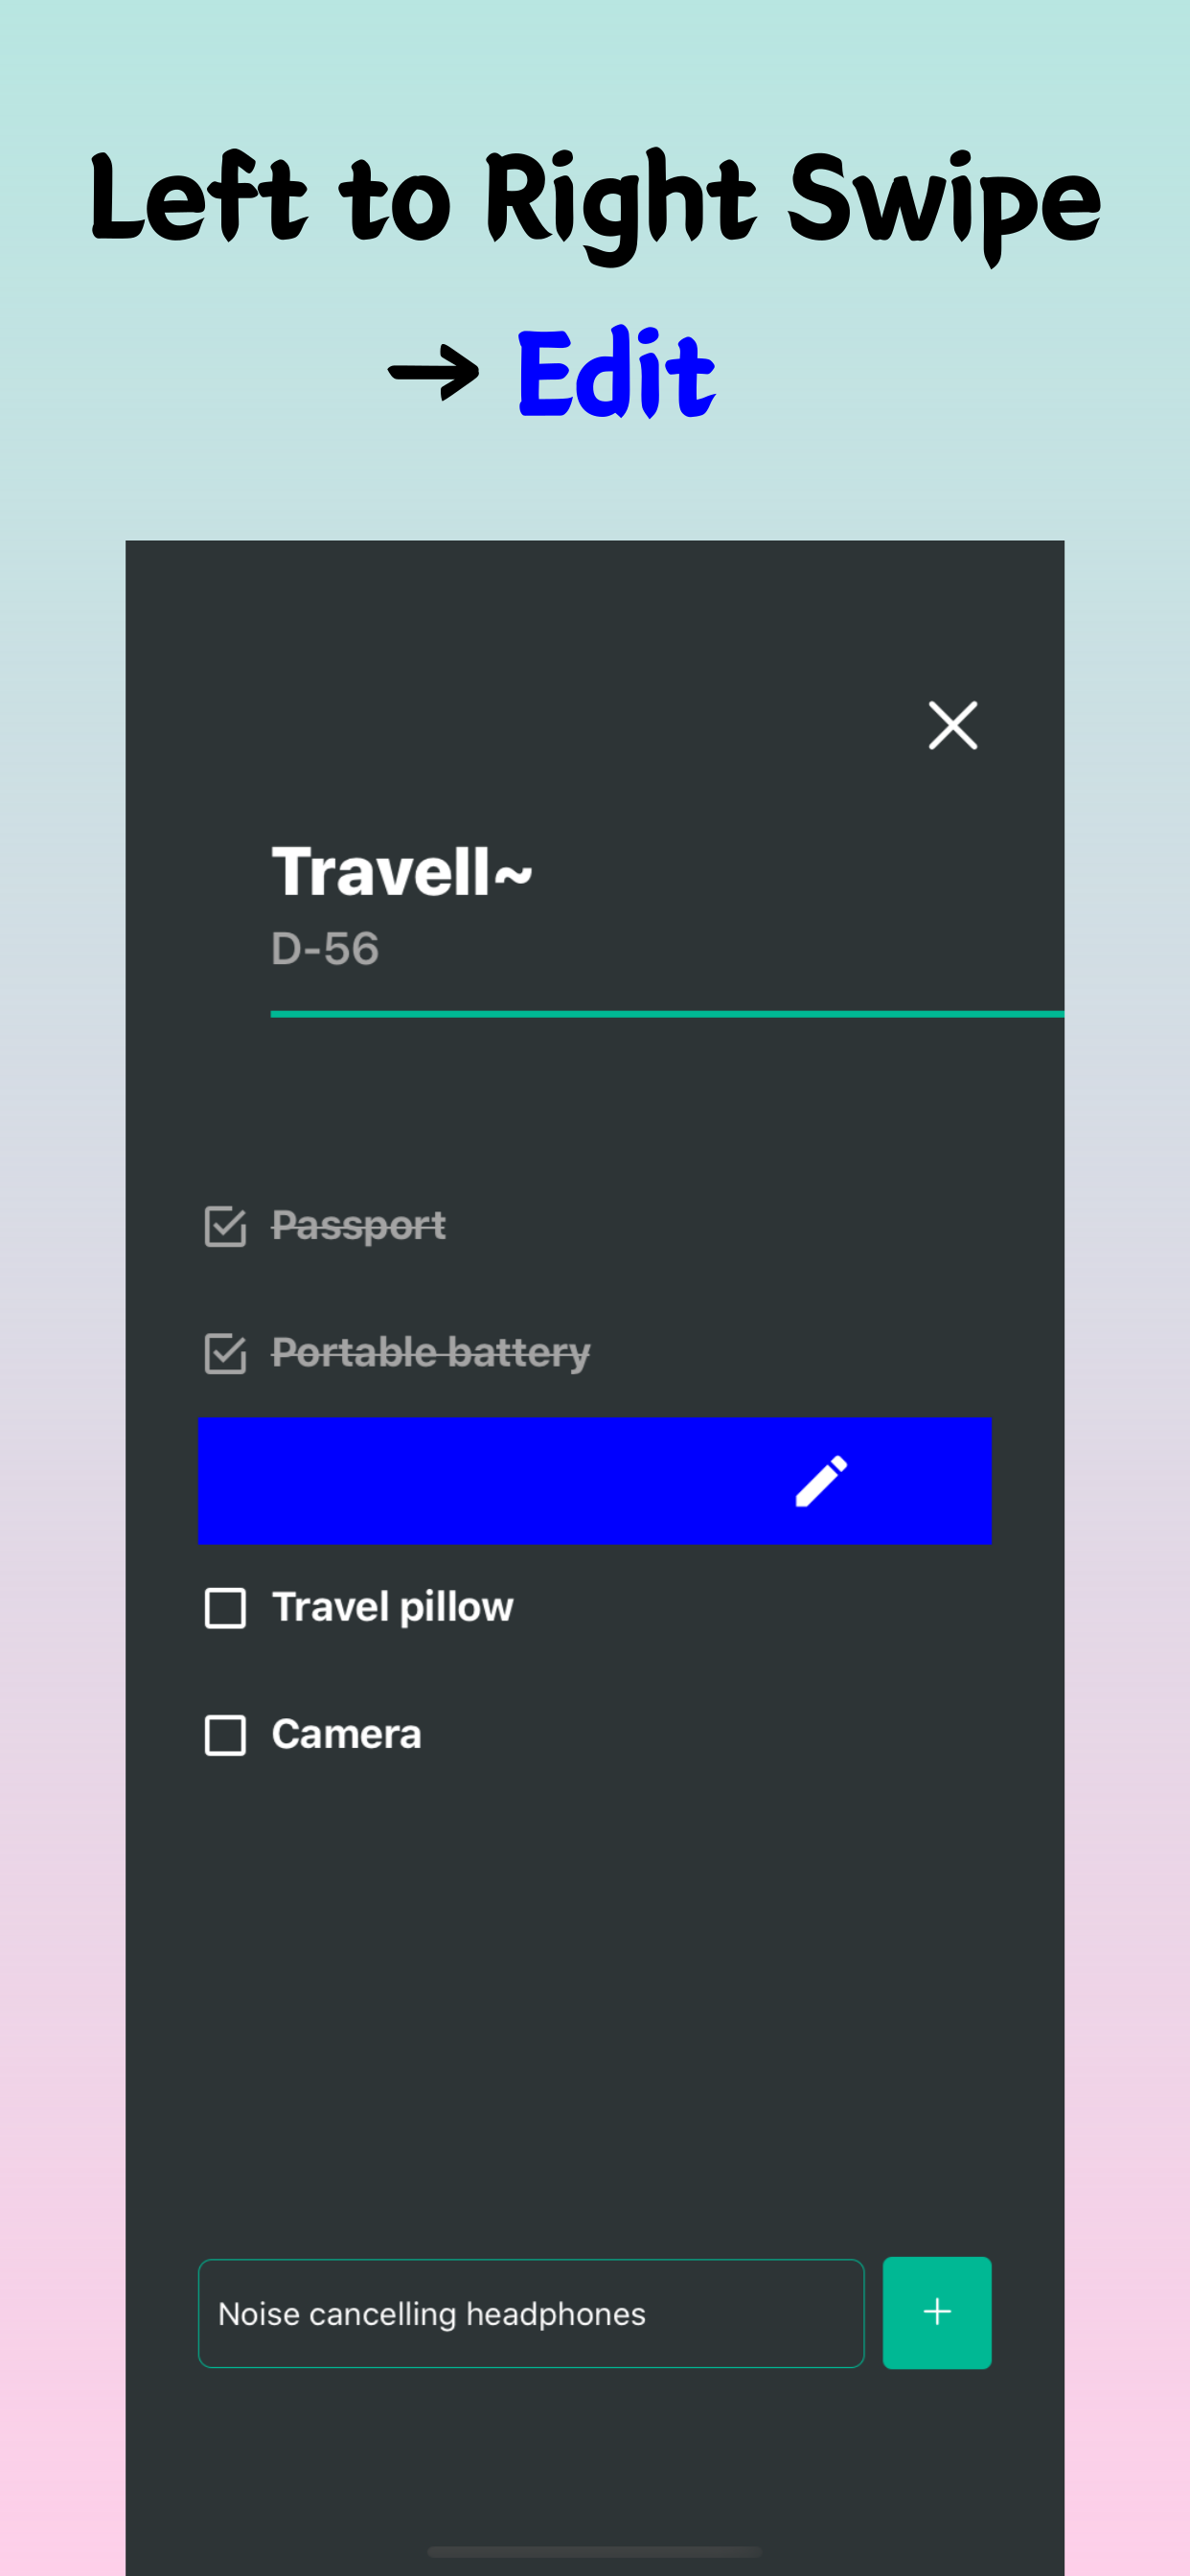 Left to Right Swipe
→ Edit
Travell~
D-56
Passport
Portable battery
Travel pillow
Camera
Noise cancelling headphones
+